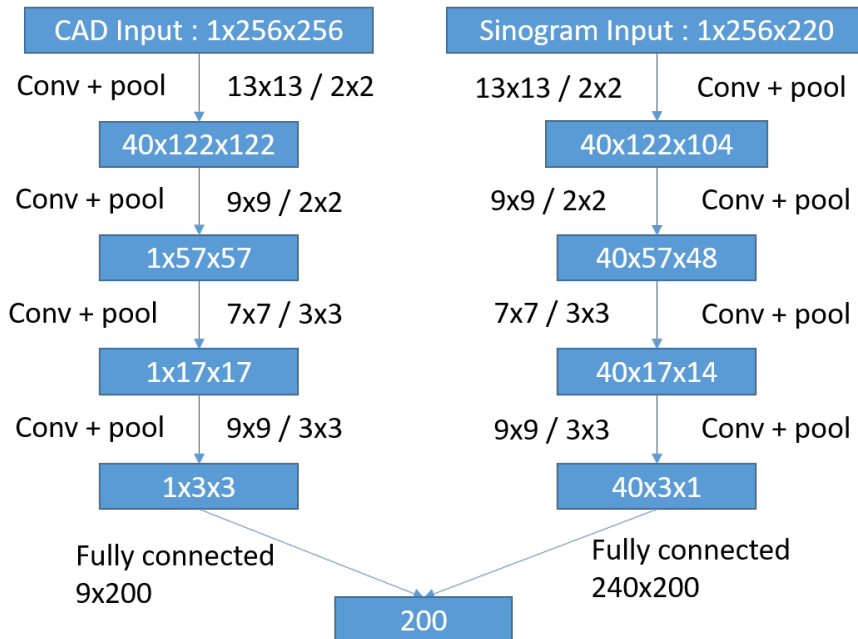 CAD Input : 1x256x256
Sinogram Input : 1x256x220
Conv + pool
13x13 / 2x2
13x13 / 2x2
Conv + pool
40x122x122
40x122x104
Conv + pool
9x9 / 2x2
9x9 / 2x2
Conv + pool
1x57x57
40x57x48
Conv + pool
7x7 / 3x3
7x7 / 3x3
Conv + pool
1x17x17
40x17x14
Conv + pool
9x9 / 3x3
9x9 / 3x3
Conv + pool
1x3x3
40x3x1
Fully connected
9x200
Fully connected
240x200
200